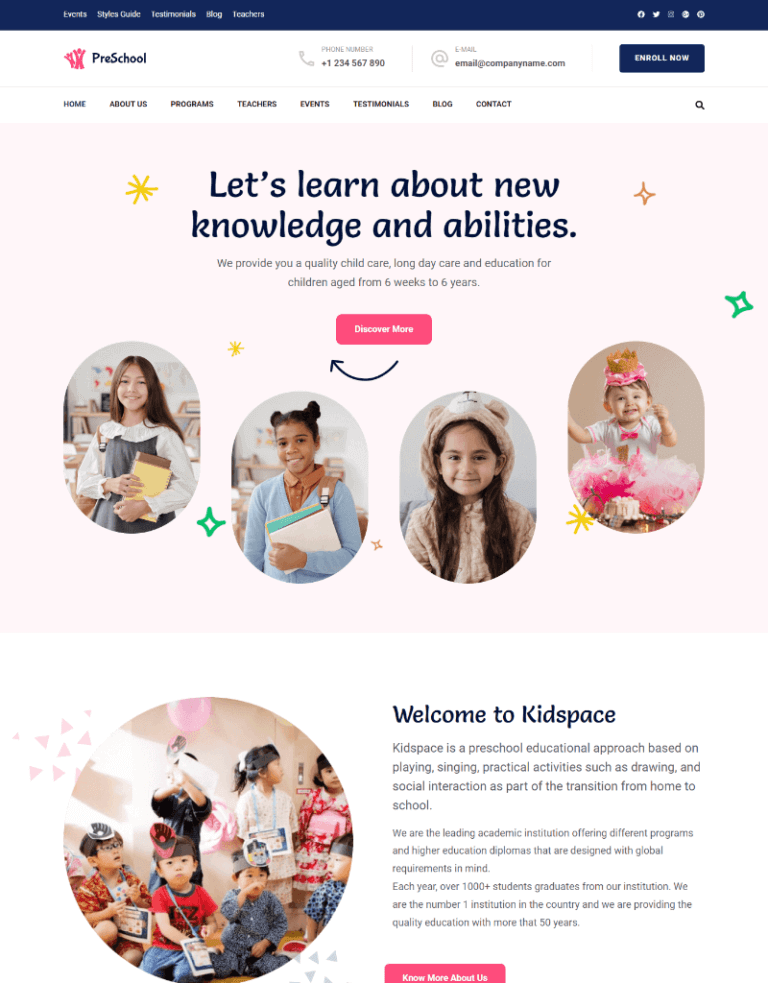 Events Styles Guide Testimonials Blog Teachers
PreSchool
PHONE NUMBER
+1 234 567 890
E-MAIL
email@companyname.com
ENROLL NOW
HOME ABOUT US PROGRAMS TEACHERS EVENTS TESTIMONIALS BLOG CONTACT
Let's learn about new
knowledge and abilities.
We provide you a quality child care, long day care and education for
children aged from 6 weeks to 6 years.
Discover More
Welcome to Kidspace
Kidspace is a preschool educational approach based on
playing, singing, practical activities such as drawing, and
social interaction as part of the transition from home to
school.
We are the leading academic institution offering different programs
and higher education diplomas that are designed with global
requirements in mind.
Each year, over 1000+ students graduates from our institution. We
are the number 1 institution in the country and we are providing the
quality education with more that 50 years.
Know More About Us